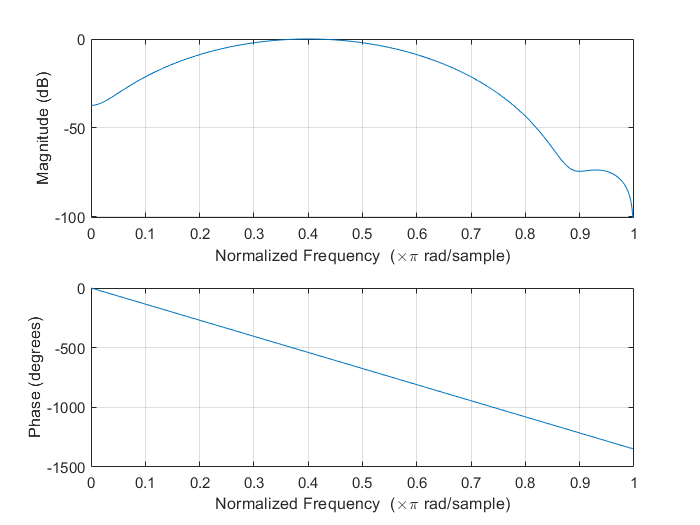 0
-50
-100
Magnitude (dB)
0 0.1 0.2 0.3 0.4 0.5 0.6 0.7 0.8 0.9 1
Normalized Frequency (×π rad/sample)
0
-500
-1000
-1500
Phase (degrees)
0 0.1 0.2 0.3 0.4 0.5 0.6 0.7 0.8 0.9 1
Normalized Frequency (×π rad/sample)